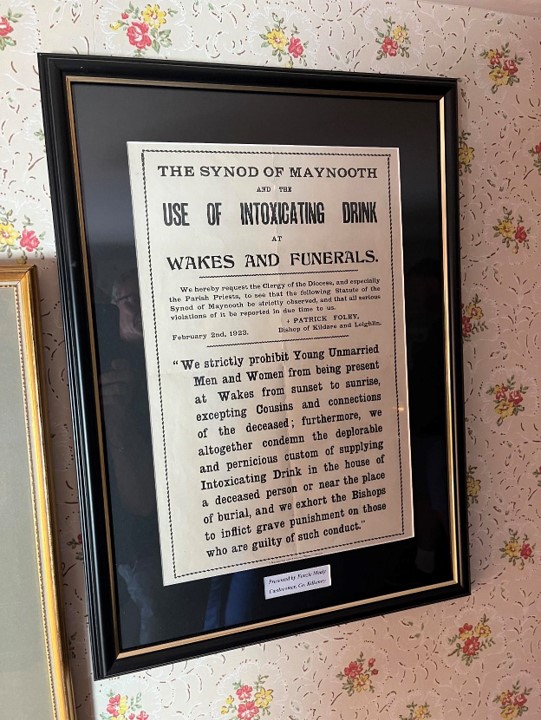 THE SYNOD OF MAYNOOTH
AND THE
USE OF INTOXICATING DRINK
AT
WAKES AND FUNERALS.
We hereby request the Clergy of the Diocese, and especially
the Parish Priests, to see that the following Statute of the
Synod of Maynooth be strictly observed, and that all serious
violations of it be reported in due time to us.
+ PATRICK FOLEY,
February 2nd, 1923. Bishop of Kildare and Leighlin.
"We strictly prohibit Young Unmarried
Men and Women from being present
at Wakes from sunset to sunrise,
excepting Cousins and connections
of the deceased; furthermore, we
altogether condemn the deplorable
and pernicious custom of supplying
Intoxicating Drink in the house of
a deceased person or near the place
of burial, and we exhort the Bishops
to inflict grave punishment on those
who are guilty of such conduct."
Presented by
Co. Kilkenny